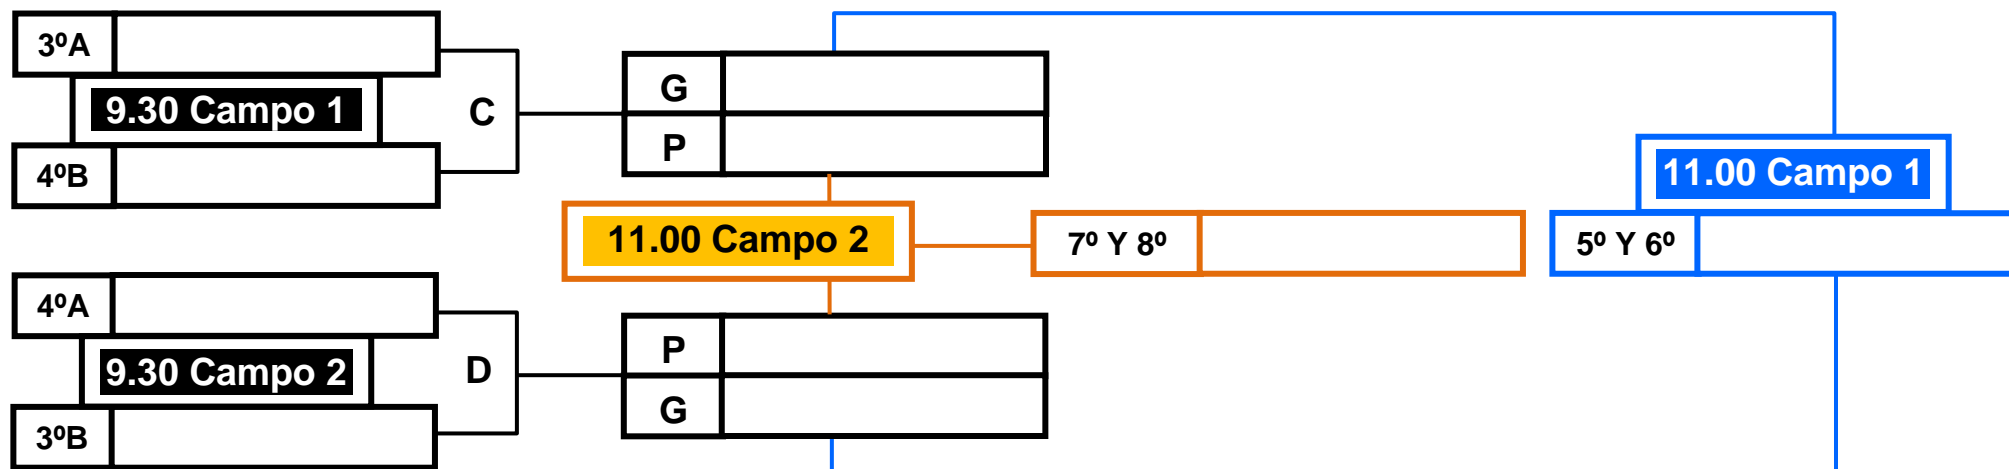 3ºA
9.30 Campo 1
4ºB
C
G
P
11.00 Campo 1
11.00 Campo 2
7º Y 8º
5º Y 6º
4ºA
9.30 Campo 2
3ºB
D
P
G